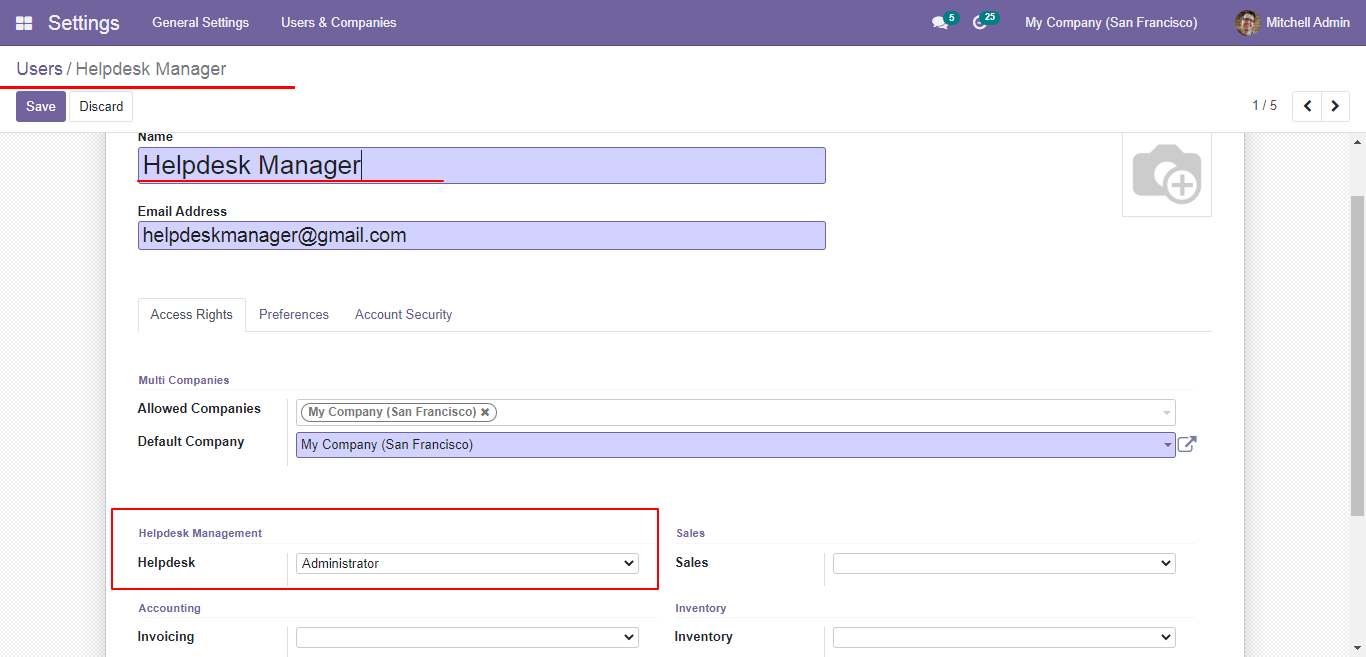 Settings General Settings Users & Companies 5 25 My Company (San Francisco) Mitchell Admin
Users / Helpdesk Manager
Save Discard 1 / 5
Name
Helpdesk Manager
Email Address
helpdeskmanager@gmail.com
Access Rights Preferences Account Security
Multi Companies
Allowed Companies My Company (San Francisco)
Default Company My Company (San Francisco)
Helpdesk Management Sales
Helpdesk Administrator Sales
Accounting Inventory
Invoicing Inventory